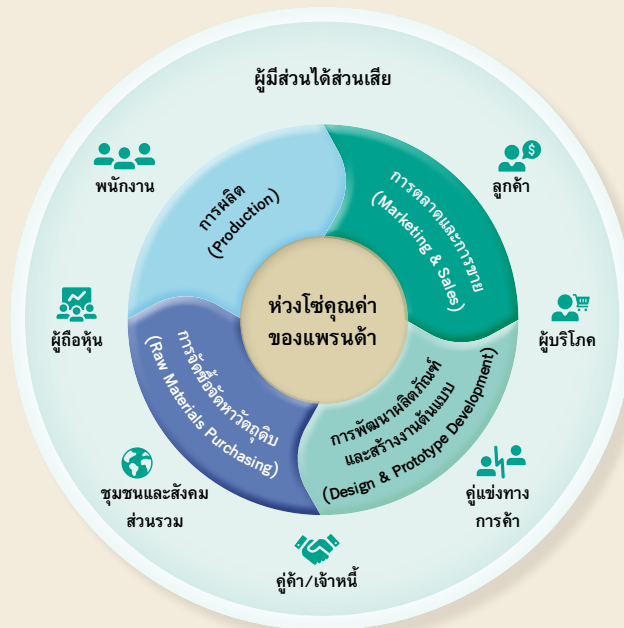 ผู้มีส่วนได้ส่วนเสีย
พนักงาน
ลูกค้า
การผลิต
(Production)
การตลาดและการขาย
(Marketing & Sales)
ห่วงโซ่คุณค่า
ของแพรนด้า
ผู้ถือหุ้น
ผู้บริโภค
การจัดซื้อจัดหาวัตถุดิบ
(Raw Materials Purchasing)
การพัฒนาผลิตภัณฑ์
และสร้างงานต้นแบบ
(Design & Prototype Development)
ชุมชนและสังคม
ส่วนรวม
คู่แข่งทาง
การค้า
คู่ค้า/เจ้าหนี้